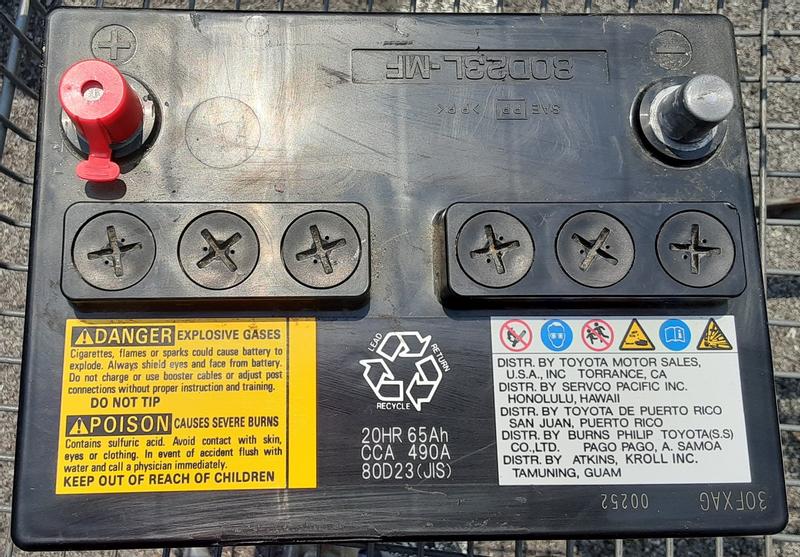 80D23L-MF
SAE PP >PP<
DANGER EXPLOSIVE GASES
Cigarettes, flames or sparks could cause battery to
explode. Always shield eyes and face from battery.
Do not charge or use booster cables or adjust post
connections without proper instruction and training.
DO NOT TIP
POISON CAUSES SEVERE BURNS
Contains sulfuric acid. Avoid contact with skin,
eyes or clothing. In event of accident flush with
water and call a physician immediately.
KEEP OUT OF REACH OF CHILDREN
LEAD
RETURN
RECYCLE
20HR 65Ah
CCA 490A
80D23(JIS)
DISTR. BY TOYOTA MOTOR SALES,
U.S.A., INC TORRANCE, CA
DISTR. BY SERVCO PACIFIC INC.
HONOLULU, HAWAII
DISTR. BY TOYOTA DE PUERTO RICO
SAN JUAN, PUERTO RICO
DISTR. BY BURNS PHILIP TOYOTA(S.S)
CO.,LTD. PAGO PAGO, A. SAMOA
DISTR. BY ATKINS, KROLL INC.
TAMUNING, GUAM
30FXAG 00252